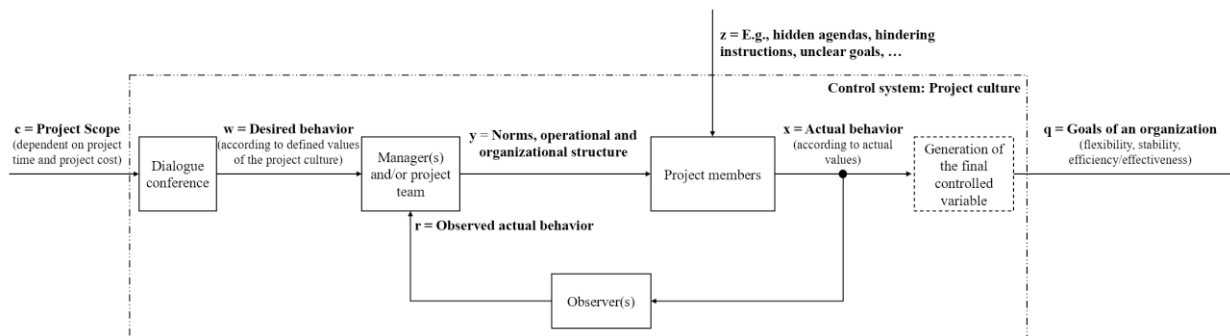 z = E.g., hidden agendas, hindering
instructions, unclear goals, …
Control system: Project culture
c = Project Scope
(dependent on project
time and project cost)
Dialogue
conference
w = Desired behavior
(according to defined values
of the project culture)
Manager(s)
and/or project
team
y = Norms, operational and
organizational structure
Project members
x = Actual behavior
(according to actual
values)
Generation of
the final
controlled
variable
q = Goals of an organization
(flexibility, stability,
efficiency/effectiveness)
r = Observed actual behavior
Observer(s)